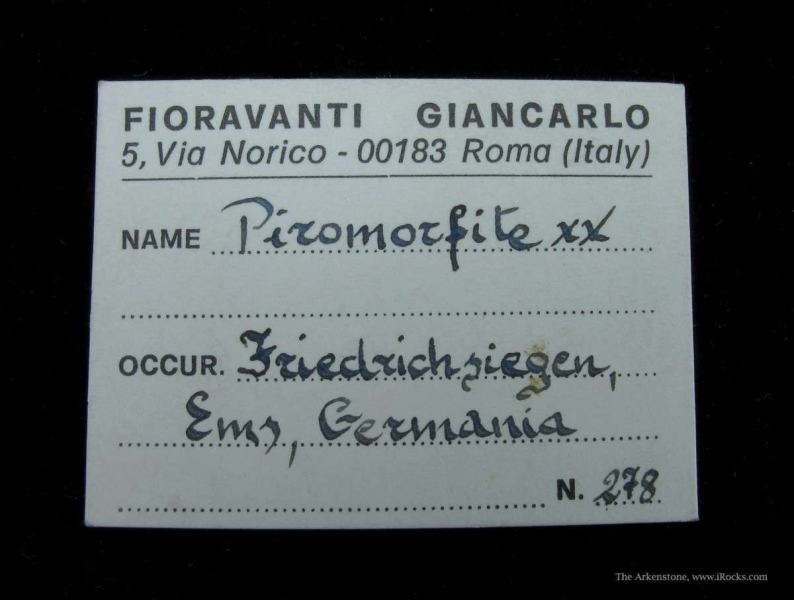 FIORAVANTI GIANCARLO
5, Via Norico - 00183 Roma (Italy)
NAME Piromorfite xx
OCCUR. Friedrichsiegen,
Ems, Germania
N. 278
The Arkenstone, www.iRocks.com